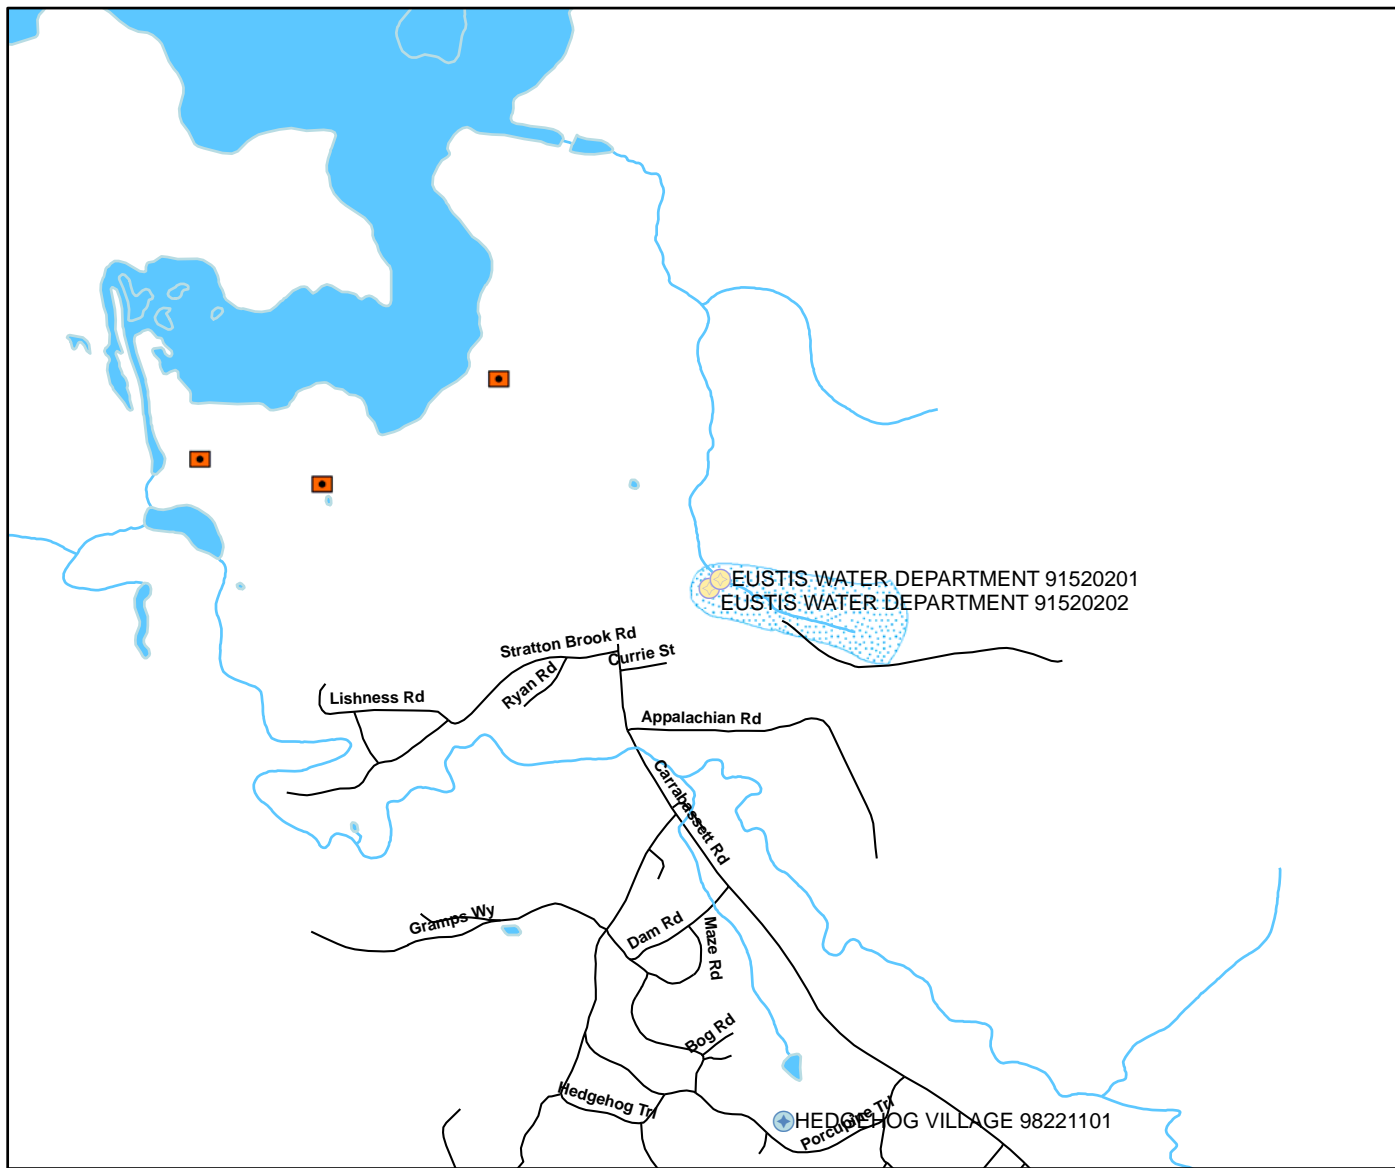 EUSTIS WATER DEPARTMENT 91520201
EUSTIS WATER DEPARTMENT 91520202
Stratton Brook Rd
Currie St
Ryan Rd
Lishness Rd
Appalachian Rd
Carrabassett Rd
Gramps Wy
Dam Rd
Maze Rd
Bog Rd
Hedgehog Trl
Porcupine Trl
HEDGEHOG VILLAGE 98221101